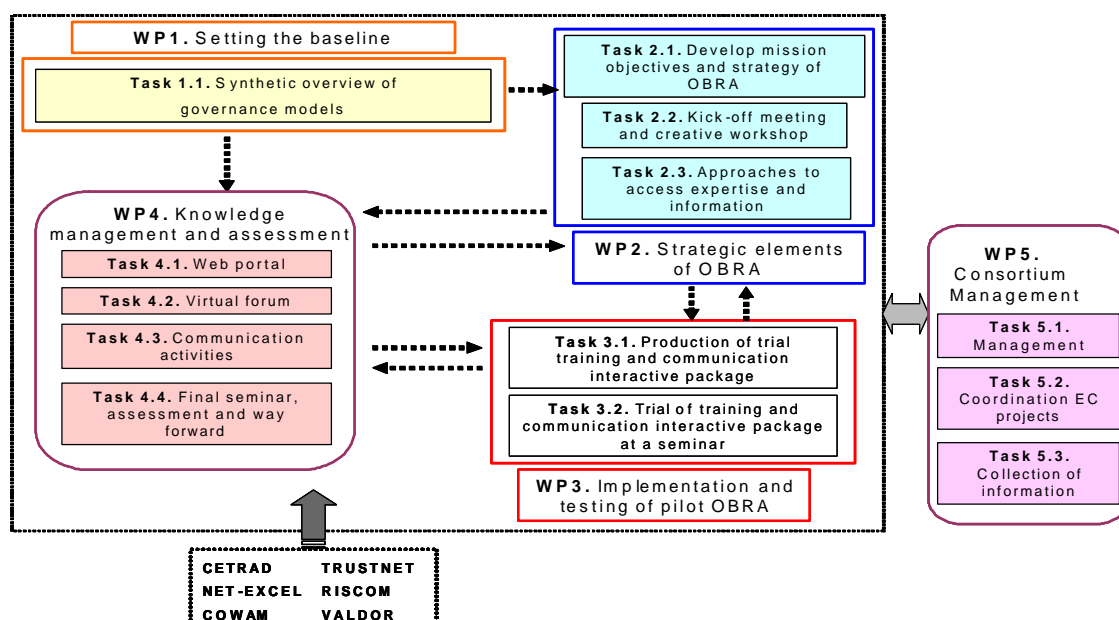 WP1. Setting the baseline
Task 1.1. Synthetic overview of
governance models
Task 2.1. Develop mission
objectives and strategy of
OBRA
Task 2.2. Kick-off meeting
and creative workshop
Task 2.3. Approaches to
access expertise and
information
WP2. Strategic elements
of OBRA
WP4. Knowledge
management and assessment
Task 4.1. Web portal
Task 4.2. Virtual forum
Task 4.3. Communication
activities
Task 4.4. Final seminar,
assessment and way
forward
Task 3.1. Production of trial
training and communication
interactive package
Task 3.2. Trial of training and
communication interactive package
at a seminar
WP3. Implementation and
testing of pilot OBRA
WP5.
Consortium
Management
Task 5.1.
Management
Task 5.2.
Coordination EC
projects
Task 5.3.
Collection of
information
CETRAD TRUSTNET
NET-EXCEL RISCOM
COWAM VALDOR